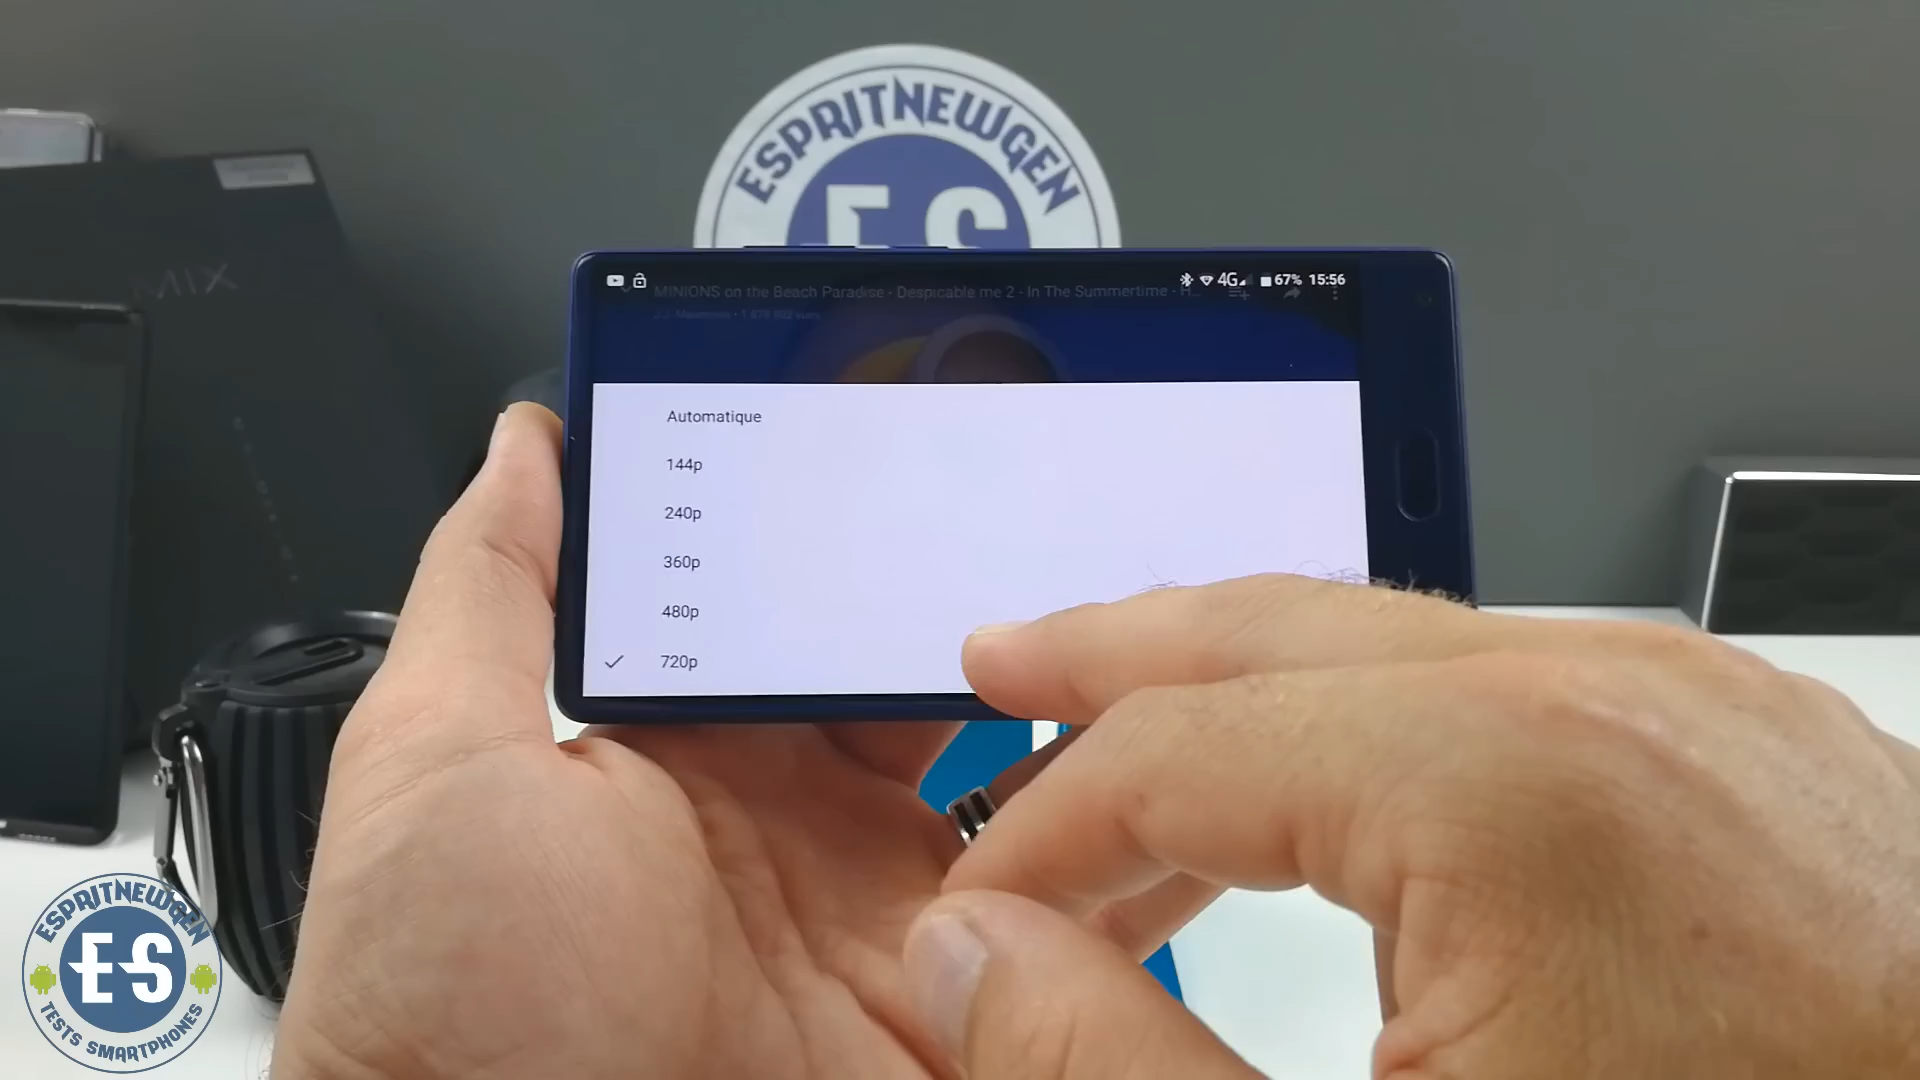 ESPRITNEWGEN
ES
4G 67% 15:56
MINIONS on the Beach Paradise - Despicable me 2 - In The Summertime - H...
Automatique
144p
240p
360p
480p
720p
MIX
ESPRITNEWGEN
ES
TESTS SMARTPHONES